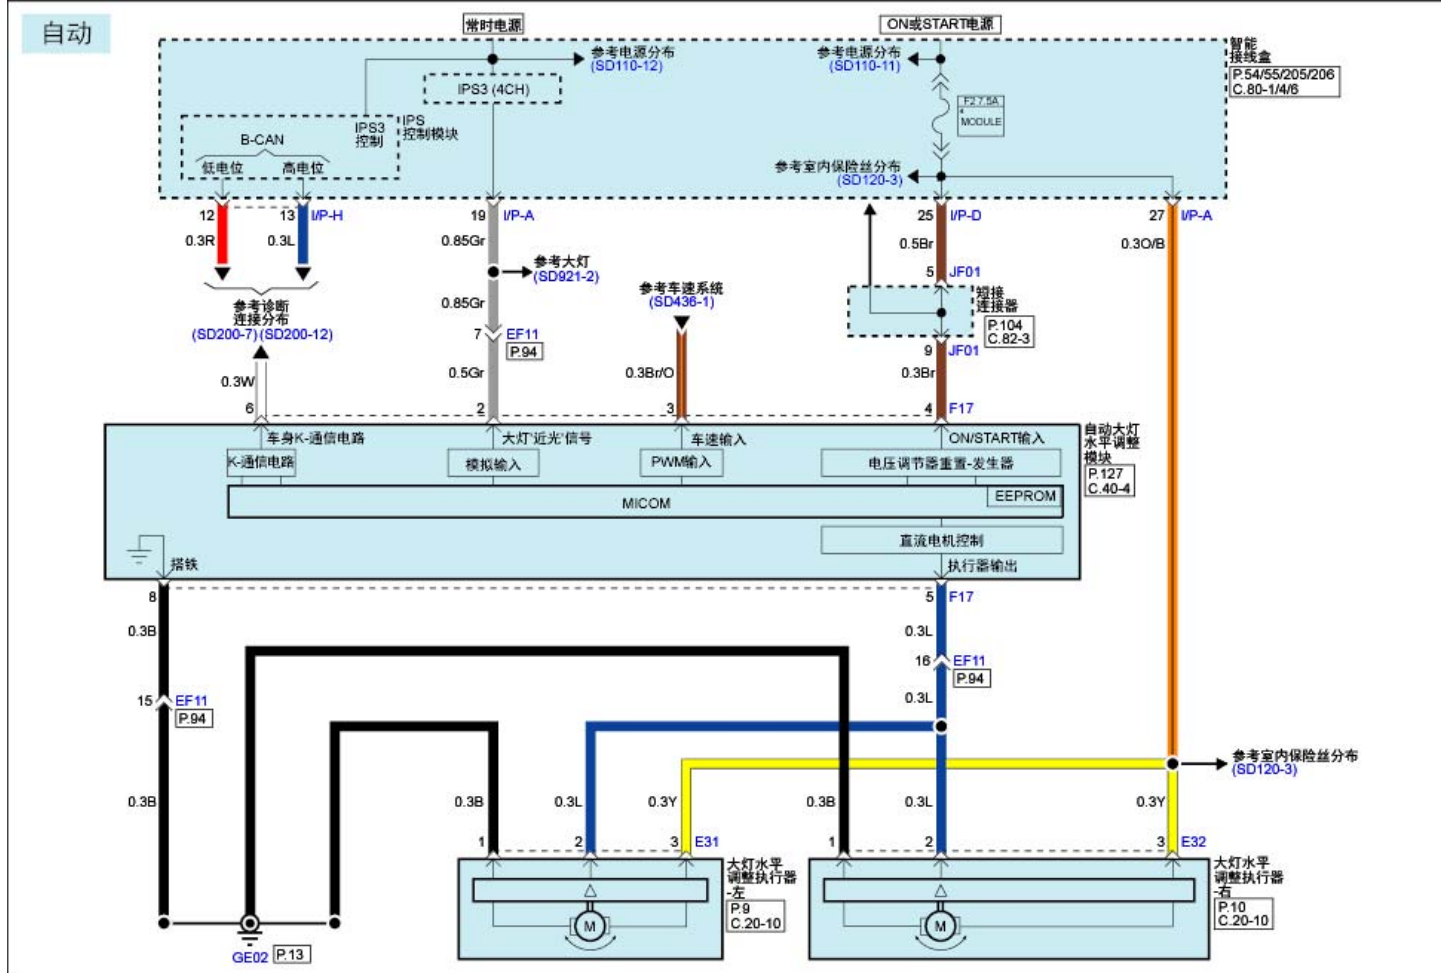 自动
常时电源
ON或START电源
智能
接线盒
P.54/55/205/206
C.80-1/4/6
参考电源分布
(SD110-12)
参考电源分布
(SD110-11)
IPS3 (4CH)
F2 7.5A
MODULE
IPS3
控制
IPS
控制模块
B-CAN
低电位
高电位
参考室内保险丝分布
(SD120-3)
12
13
I/P-H
19
I/P-A
25
I/P-D
27
I/P-A
0.3R
0.3L
0.85Gr
0.5Br
0.3O/B
参考大灯
(SD921-2)
5
JF01
参考诊断
连接分布
(SD200-7)(SD200-12)
0.85Gr
参考车速系统
(SD436-1)
短接
连接器
P.104
C.82-3
7
EF11
P.94
9
JF01
0.3W
0.5Gr
0.3Br/O
0.3Br
6
2
3
4
F17
自动大灯
水平调整
模块
P.127
C.40-4
车身K-通信电路
大灯'近光'信号
车速输入
ON/START输入
K-通信电路
模拟输入
PWM输入
电压调节器重置-发生器
MICOM
EEPROM
直流电机控制
搭铁
执行器输出
8
5
F17
0.3B
0.3L
16
EF11
P.94
15
EF11
P.94
0.3L
参考室内保险丝分布
(SD120-3)
0.3B
0.3B
0.3L
0.3Y
0.3B
0.3L
0.3Y
1
2
3
E31
1
2
3
E32
大灯水平
调整执行器
-左
P.9
C.20-10
大灯水平
调整执行器
-右
P.10
C.20-10
M
M
GE02
P.13